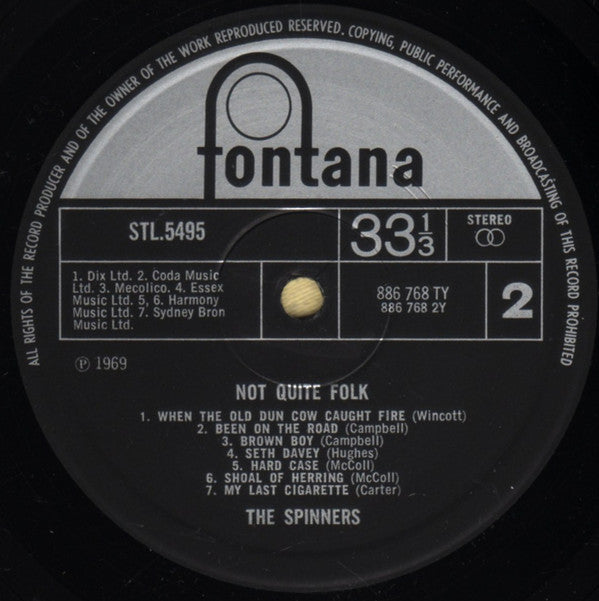 ALL RIGHTS OF THE RECORD PRODUCER AND OF THE OWNER OF THE WORK REPRODUCED RESERVED. COPYING, PUBLIC PERFORMANCE AND BROADCASTING OF THIS RECORD PROHIBITED
fontana
STL.5495
33 1/3
STEREO
1. Dix Ltd. 2. Coda Music
Ltd. 3. Mecolico. 4. Essex
Music Ltd. 5, 6. Harmony
Music Ltd. 7. Sydney Bron
Music Ltd.
886 768 TY
886 768 2Y
2
℗ 1969
NOT QUITE FOLK
1. WHEN THE OLD DUN COW CAUGHT FIRE (Wincott)
2. BEEN ON THE ROAD (Campbell)
3. BROWN BOY (Campbell)
4. SETH DAVEY (Hughes)
5. HARD CASE (McColl)
6. SHOAL OF HERRING (McColl)
7. MY LAST CIGARETTE (Carter)
THE SPINNERS